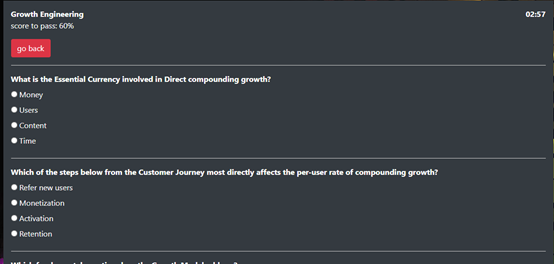 Growth Engineering
02:57
score to pass: 60%
go back
What is the Essential Currency involved in Direct compounding growth?
Money
Users
Content
Time
Which of the steps below from the Customer Journey most directly affects the per-user rate of compounding growth?
Refer new users
Monetization
Activation
Retention